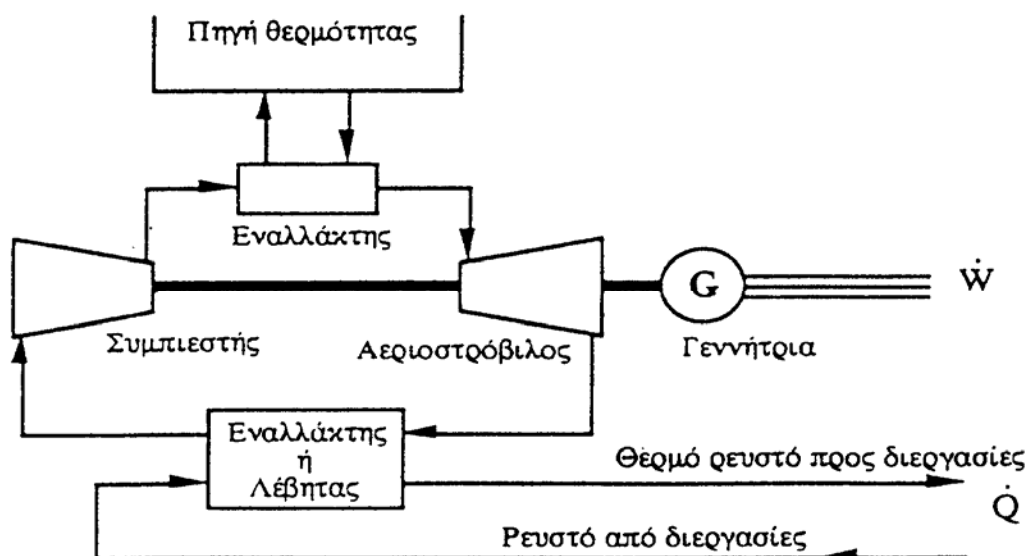 Πηγή θερμότητας
Εναλλάκτης
G
Ẇ
Συμπιεστής
Αεριοστρόβιλος
Γεννήτρια
Εναλλάκτης
ή
Λέβητας
Θερμό ρευστό προς διεργασίες
Q̇
Ρευστό από διεργασίες